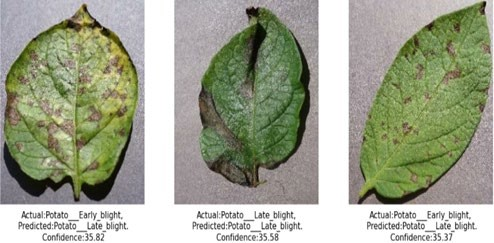 Actual:Potato___Early_blight,
Predicted:Potato___Late_blight.
Confidence:35.82
Actual:Potato___Late_blight,
Predicted:Potato___Late_blight.
Confidence:35.58
Actual:Potato___Early_blight,
Predicted:Potato___Late_blight.
Confidence:35.37